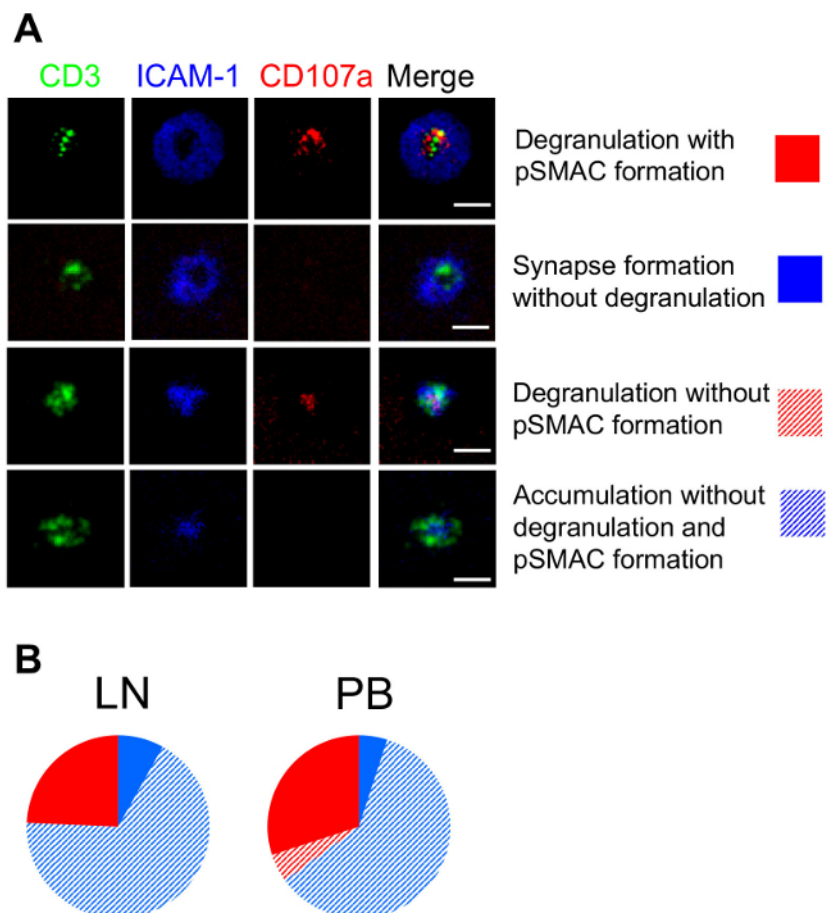 A
CD3 ICAM-1 CD107a Merge
Degranulation with
pSMAC formation
Synapse formation
without degranulation
Degranulation without
pSMAC formation
Accumulation without
degranulation and
pSMAC formation
B
LN PB